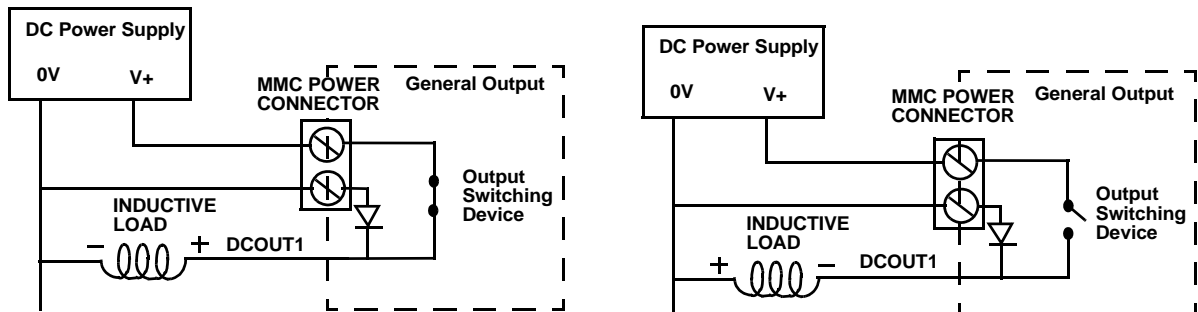 DC Power Supply
0V V+
MMC POWER
CONNECTOR
General Output
Output
Switching
Device
INDUCTIVE
LOAD
– + DCOUT1
DC Power Supply
0V V+
MMC POWER
CONNECTOR
General Output
Output
Switching
Device
INDUCTIVE
LOAD
+ – DCOUT1